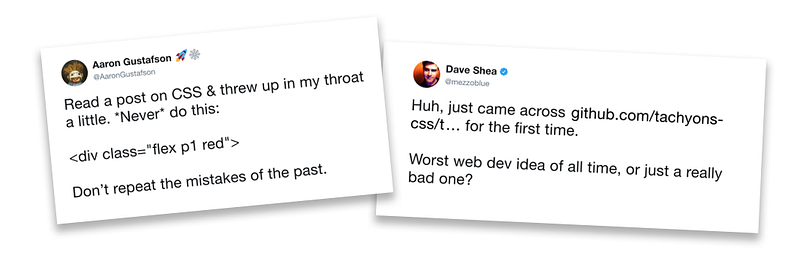 Aaron Gustafson 🚀❄️
@AaronGustafson
Read a post on CSS & threw up in my throat
a little. *Never* do this:
<div class="flex p1 red">
Don't repeat the mistakes of the past.
Dave Shea
@mezzoblue
Huh, just came across github.com/tachyons-
css/t… for the first time.
Worst web dev idea of all time, or just a really
bad one?